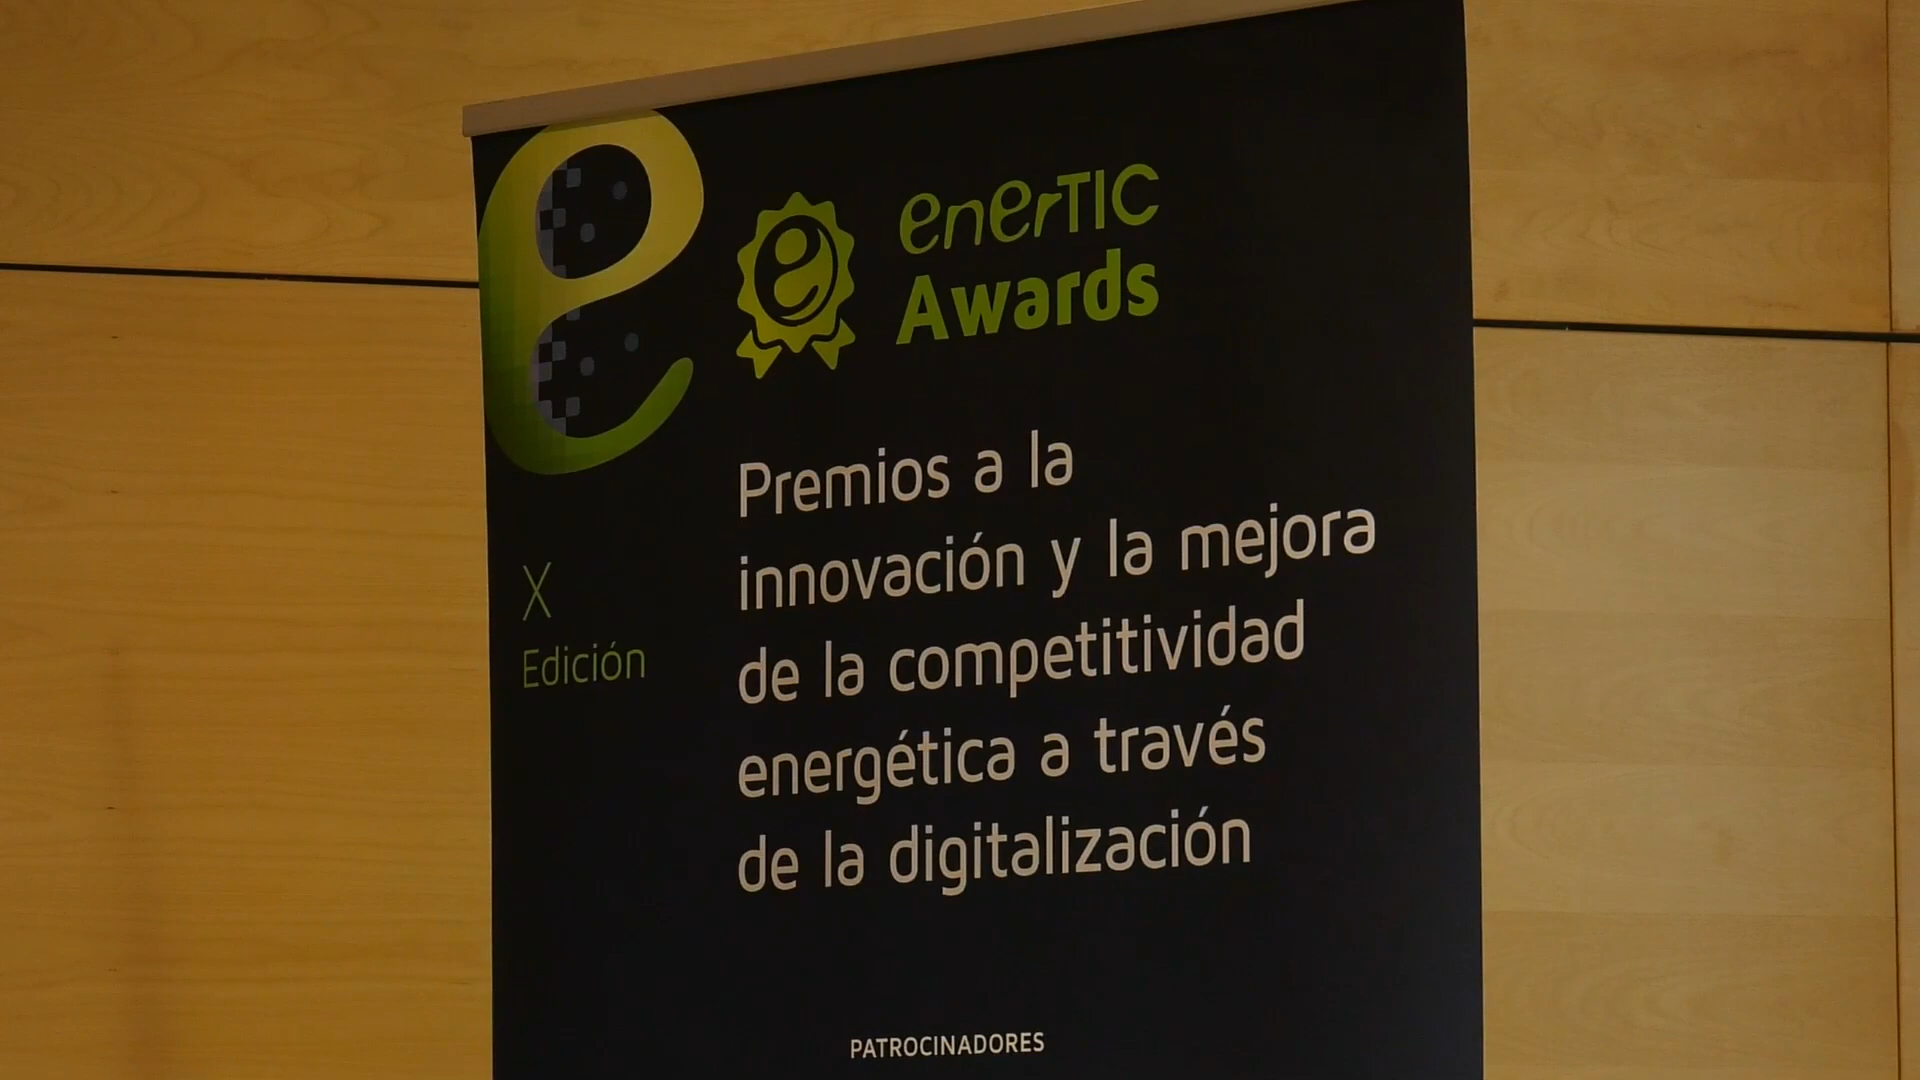 enerTIC
Awards
Premios a la
innovación y la mejora
de la competitividad
energética a través
de la digitalización
X
Edición
PATROCINADORES